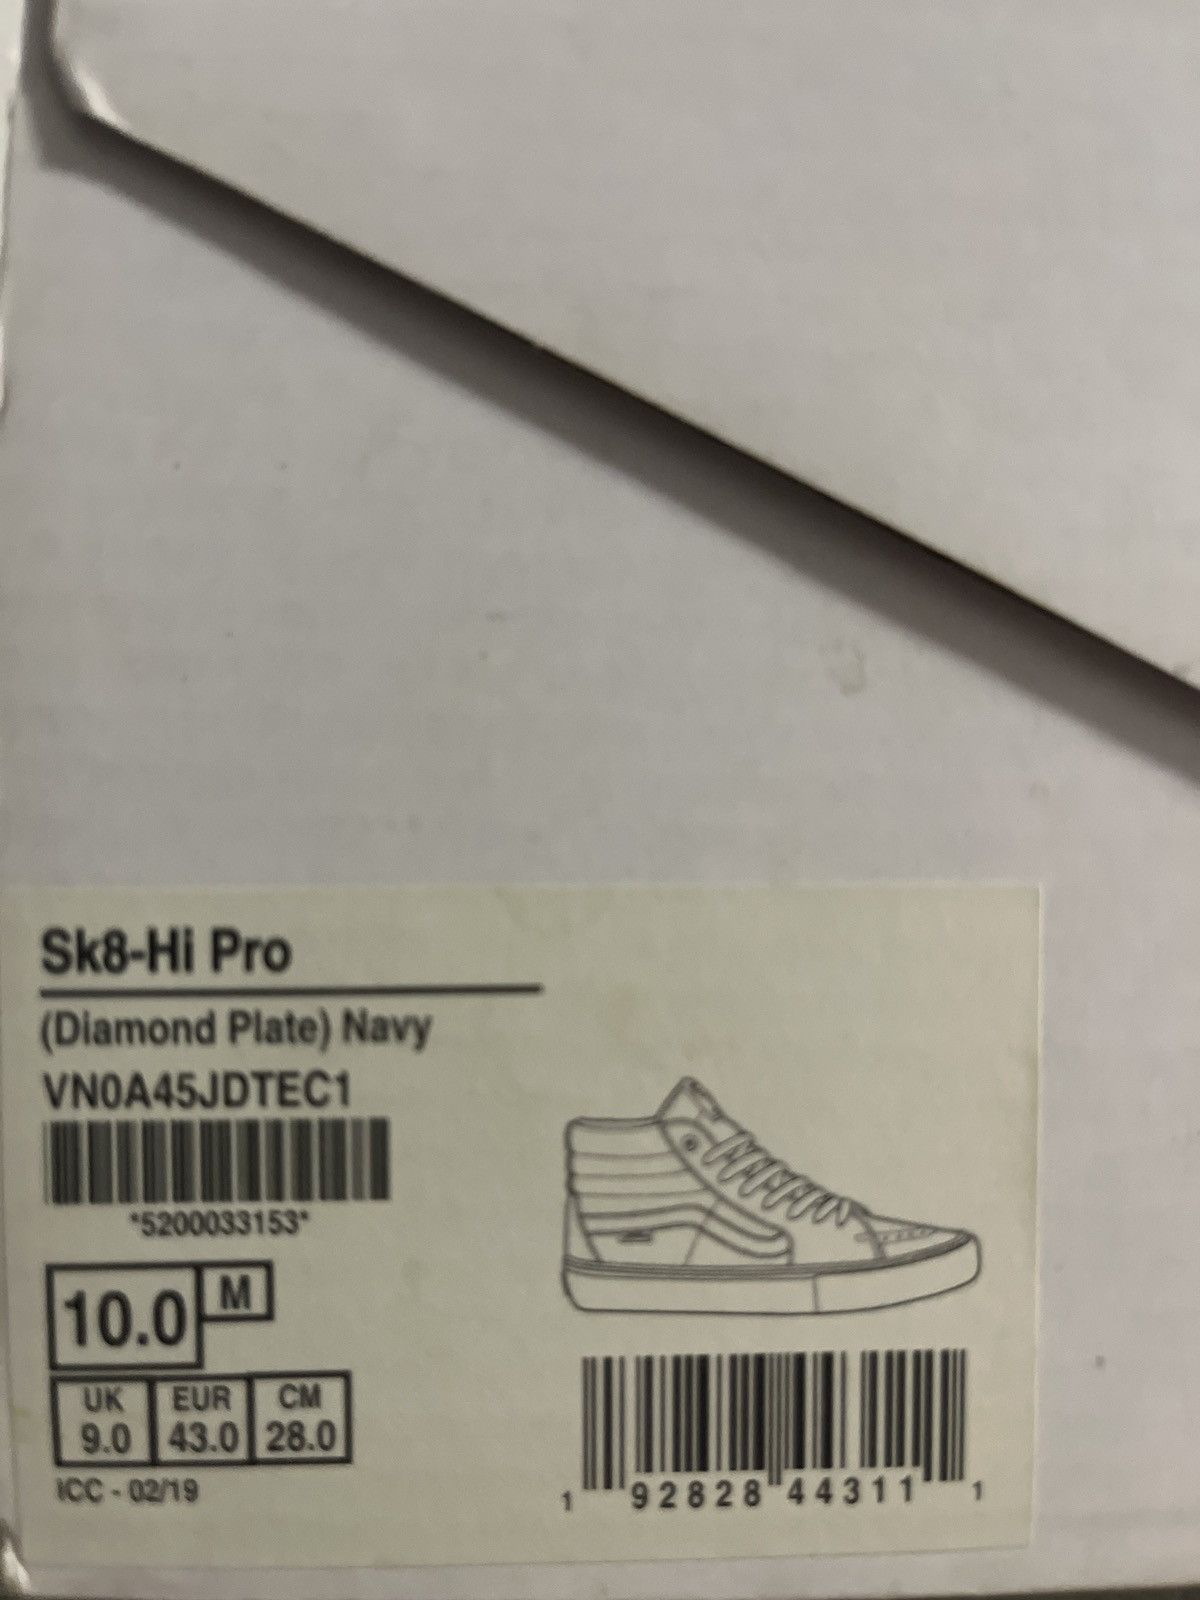 Sk8-Hi Pro
(Diamond Plate) Navy
VN0A45JDTEC1
*5200033153*
10.0 M
UK EUR CM
9.0 43.0 28.0
ICC - 02/19
1 92828 44311 1